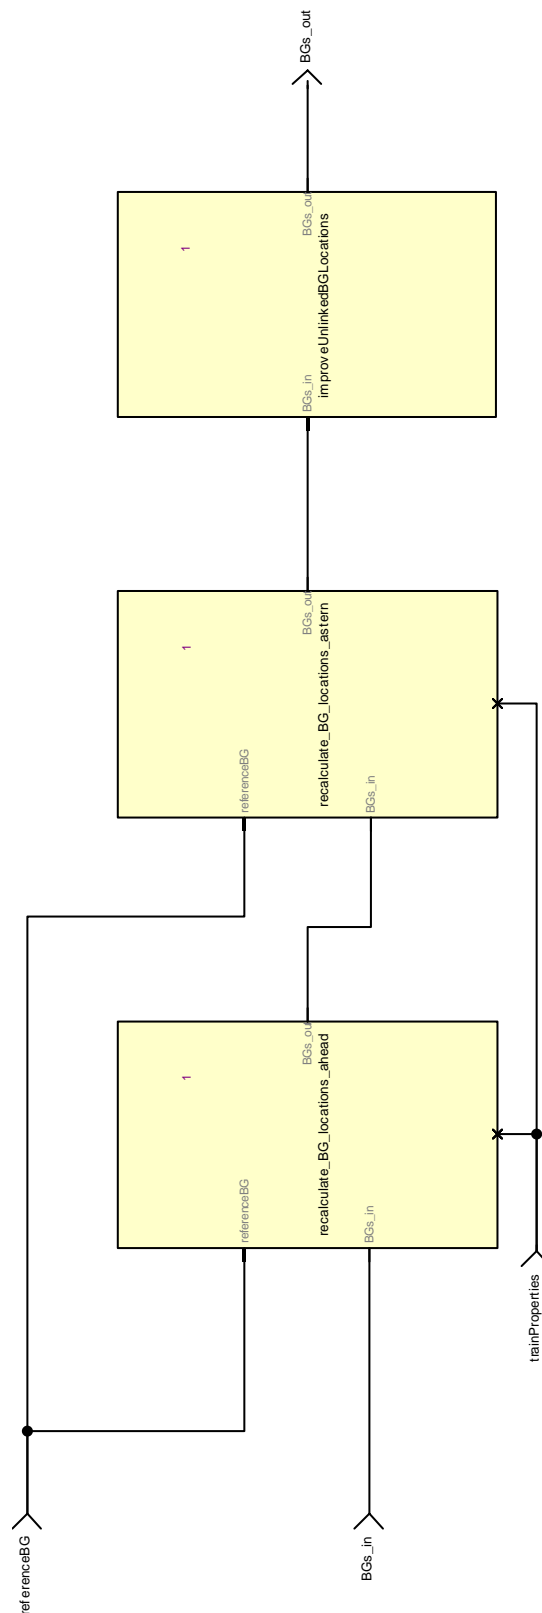 referenceBG
BGs_in
trainProperties
1
referenceBG
recalculate_BG_locations_ahead
BGs_in
BGs_out
1
referenceBG
recalculate_BG_locations_astern
BGs_in
BGs_out
1
BGs_in
improveUnlinkedBGLocations
BGs_out
BGs_out